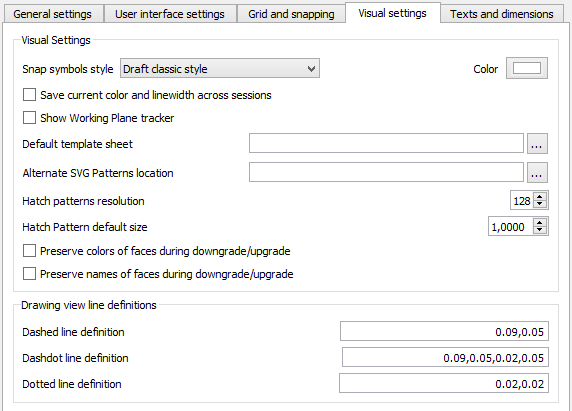 General settings User interface settings Grid and snapping Visual settings Texts and dimensions
Visual Settings
Snap symbols style Draft classic style Color
Save current color and linewidth across sessions
Show Working Plane tracker
Default template sheet ...
Alternate SVG Patterns location ...
Hatch patterns resolution 128
Hatch Pattern default size 1,0000
Preserve colors of faces during downgrade/upgrade
Preserve names of faces during downgrade/upgrade
Drawing view line definitions
Dashed line definition 0.09,0.05
Dashdot line definition 0.09,0.05,0.02,0.05
Dotted line definition 0.02,0.02